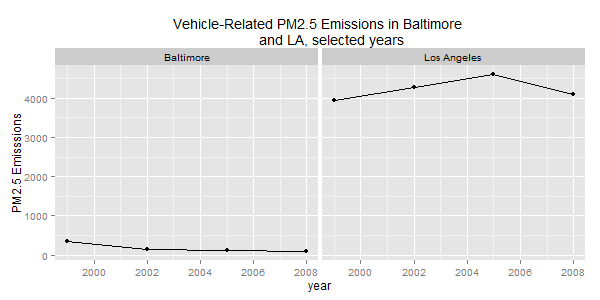 Vehicle-Related PM2.5 Emissions in Baltimore
and LA, selected years
Baltimore
Los Angeles
PM2.5 Emisssions
4000
3000
2000
1000
0
2000 2002 2004 2006 2008
2000 2002 2004 2006 2008
year